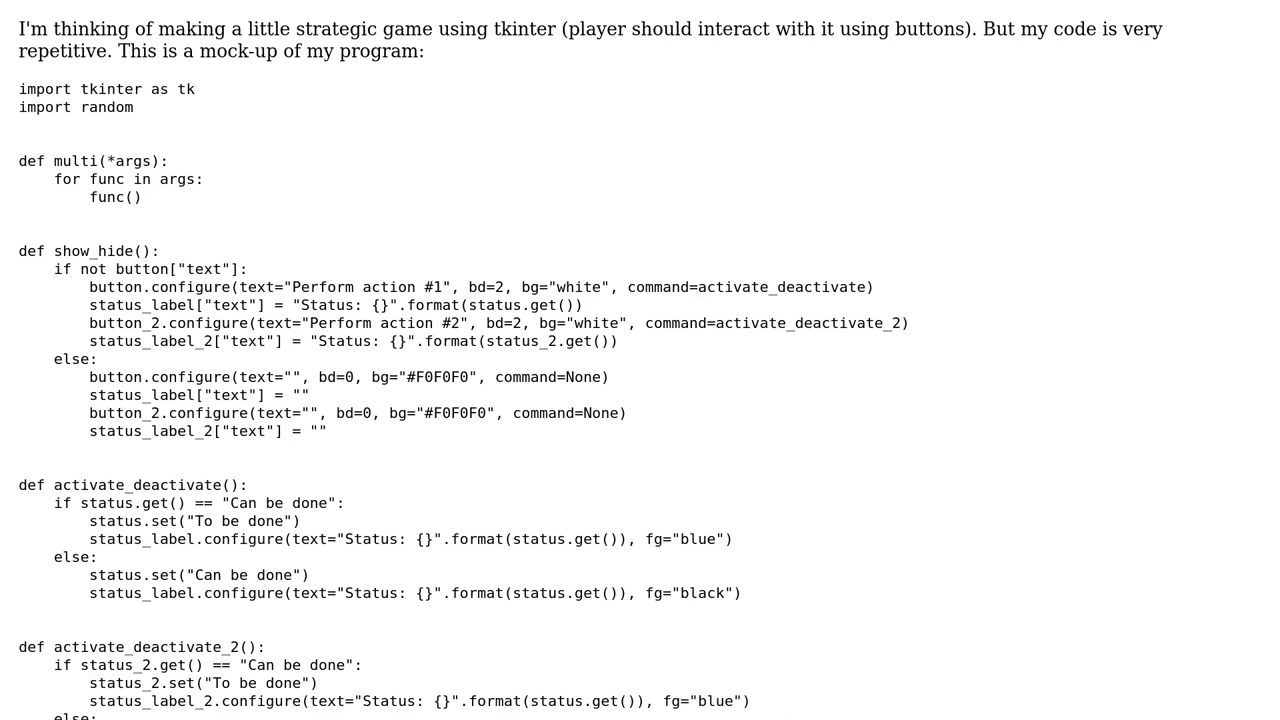 I'm thinking of making a little strategic game using tkinter (player should interact with it using buttons). But my code is very
repetitive. This is a mock-up of my program:
import tkinter as tk
import random
def multi(*args):
    for func in args:
        func()
def show_hide():
    if not button["text"]:
        button.configure(text="Perform action #1", bd=2, bg="white", command=activate_deactivate)
        status_label["text"] = "Status: {}".format(status.get())
        button_2.configure(text="Perform action #2", bd=2, bg="white", command=activate_deactivate_2)
        status_label_2["text"] = "Status: {}".format(status_2.get())
    else:
        button.configure(text="", bd=0, bg="#F0F0F0", command=None)
        status_label["text"] = ""
        button_2.configure(text="", bd=0, bg="#F0F0F0", command=None)
        status_label_2["text"] = ""
def activate_deactivate():
    if status.get() == "Can be done":
        status.set("To be done")
        status_label.configure(text="Status: {}".format(status.get()), fg="blue")
    else:
        status.set("Can be done")
        status_label.configure(text="Status: {}".format(status.get()), fg="black")
def activate_deactivate_2():
    if status_2.get() == "Can be done":
        status_2.set("To be done")
        status_label_2.configure(text="Status: {}".format(status_2.get()), fg="blue")
    else: